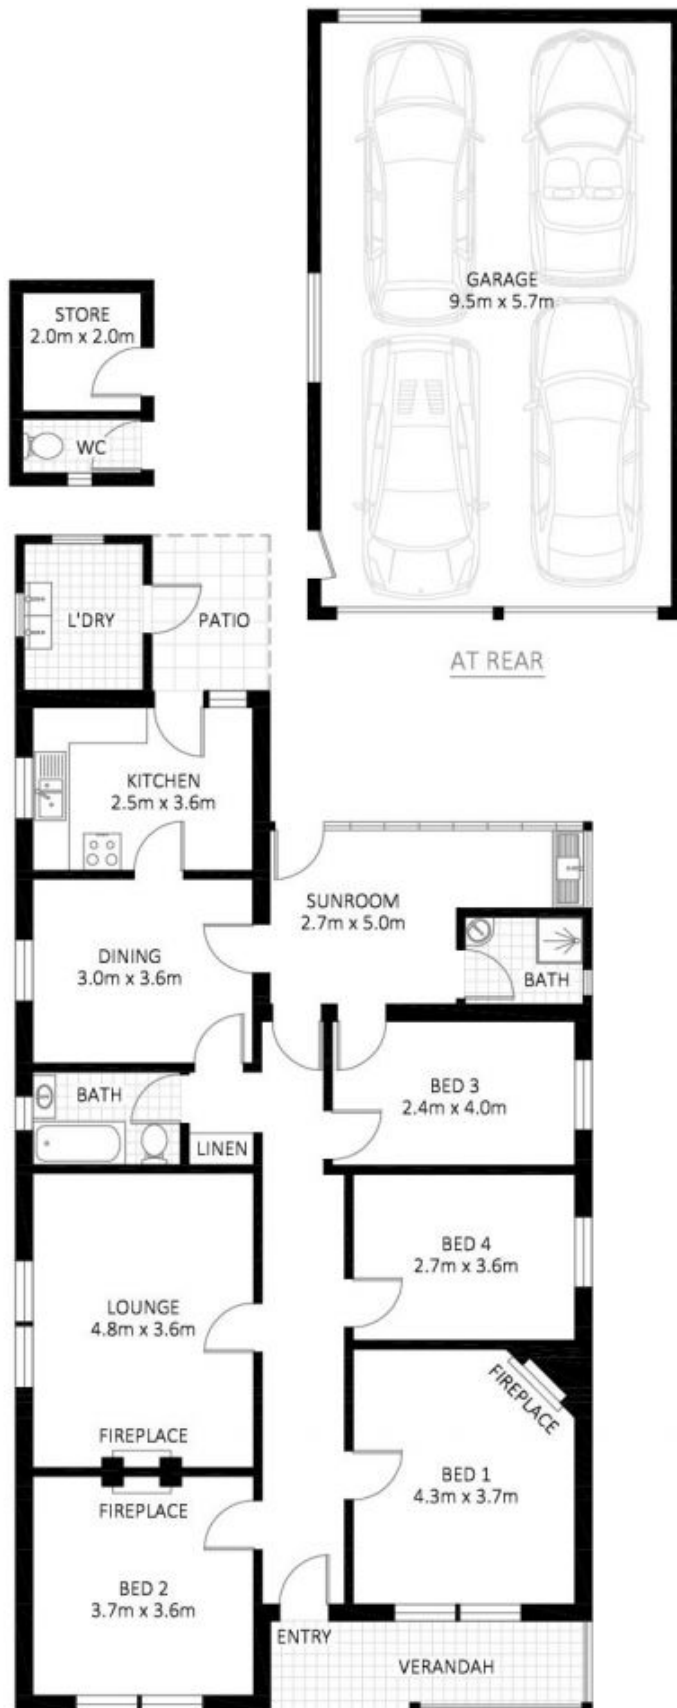 GARAGE
9.5m x 5.7m
STORE
2.0m x 2.0m
WC
AT REAR
L'DRY
PATIO
KITCHEN
2.5m x 3.6m
SUNROOM
2.7m x 5.0m
DINING
3.0m x 3.6m
BATH
BATH
BED 3
2.4m x 4.0m
LINEN
BED 4
2.7m x 3.6m
LOUNGE
4.8m x 3.6m
FIREPLACE
FIREPLACE
FIREPLACE
BED 1
4.3m x 3.7m
BED 2
3.7m x 3.6m
ENTRY
VERANDAH